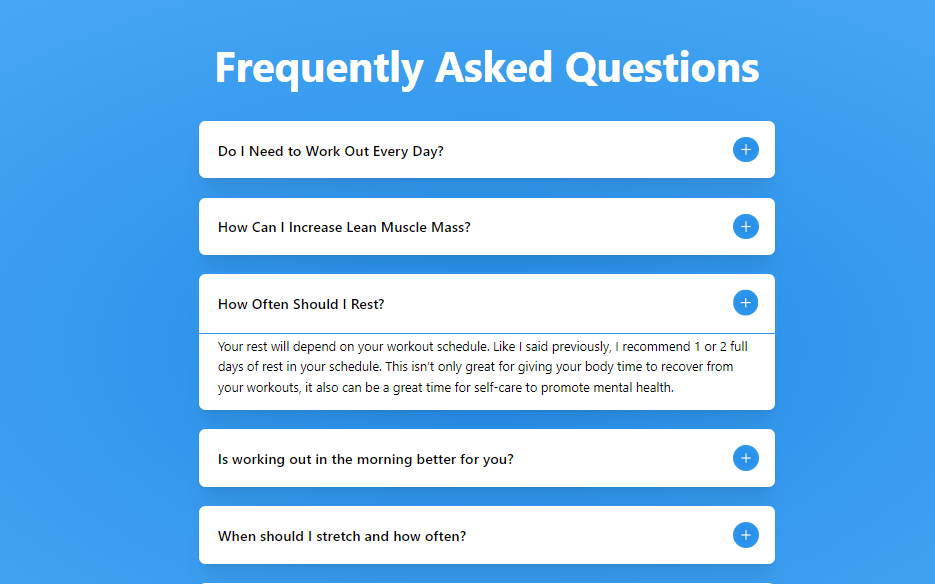 Frequently Asked Questions
Do I Need to Work Out Every Day?
How Can I Increase Lean Muscle Mass?
How Often Should I Rest?
Your rest will depend on your workout schedule. Like I said previously, I recommend 1 or 2 full
days of rest in your schedule. This isn’t only great for giving your body time to recover from
your workouts, it also can be a great time for self-care to promote mental health.
Is working out in the morning better for you?
When should I stretch and how often?